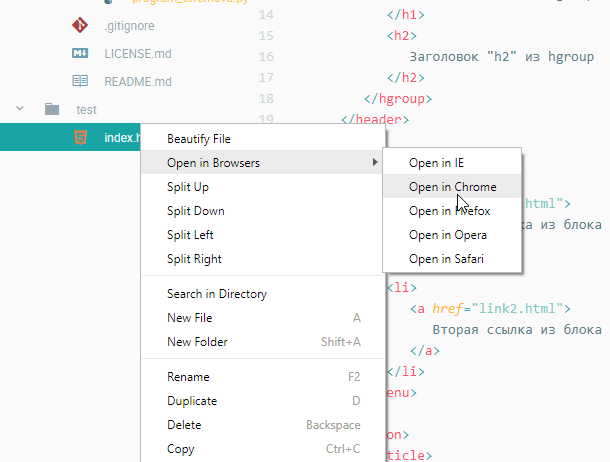 program_efremova.py
.gitignore
LICENSE.md
README.md
test
index.h
Beautify File
Open in Browsers
Split Up
Split Down
Split Left
Split Right
Search in Directory
New File A
New Folder Shift+A
Rename F2
Duplicate D
Delete Backspace
Copy Ctrl+C
Open in IE
Open in Chrome
Open in Firefox
Open in Opera
Open in Safari
14 </h1>
15 <h2>
16 Заголовок "h2" из hgroup
17 </h2>
18 </hgroup>
19 </header>
.html">
ка из блока
<li>
<a href="link2.html">
Вторая ссылка из блока
</a>
</li>
enu>
on>
ticle>